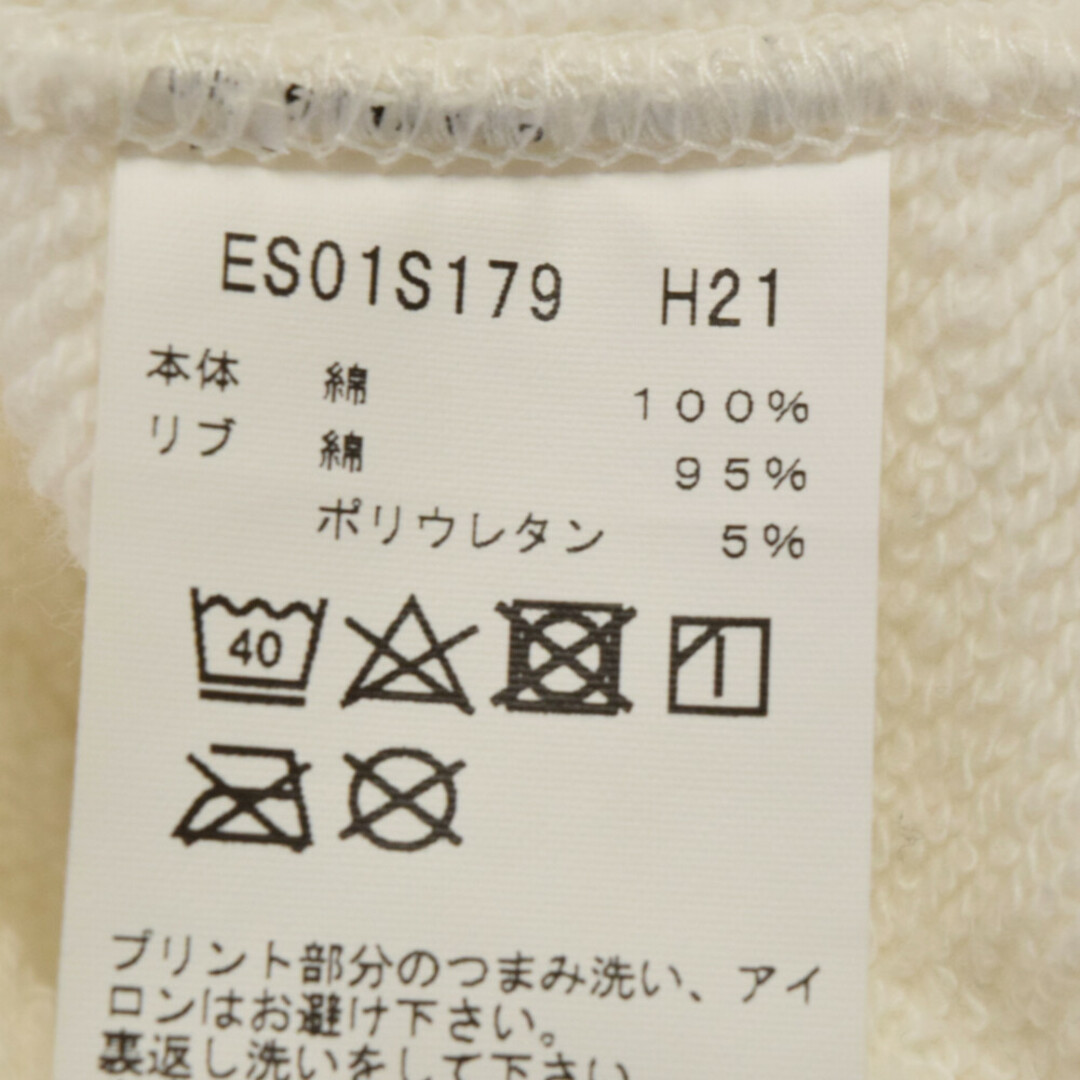 ES01S179 H21
本体 綿 100%
リブ 綿 95%
ポリウレタン 5%
40
プリント部分のつまみ洗い、アイ
ロンはお避け下さい。
裏返し洗いをして下さい。